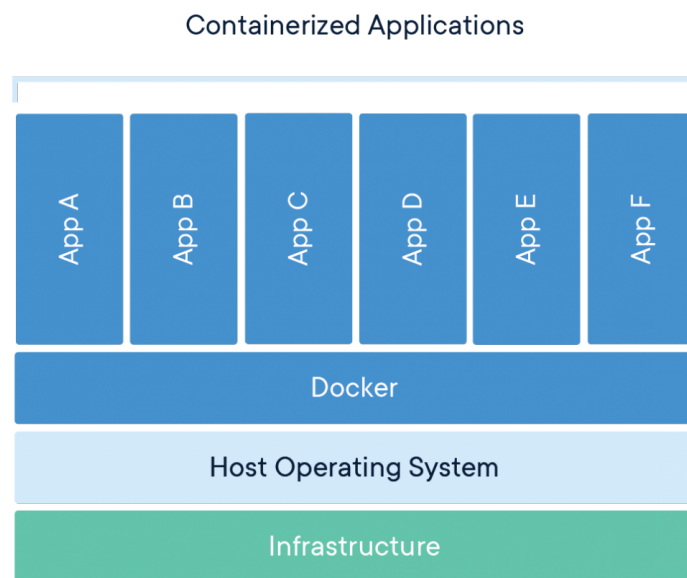 Containerized Applications
App A
App B
App C
App D
App E
App F
Docker
Host Operating System
Infrastructure